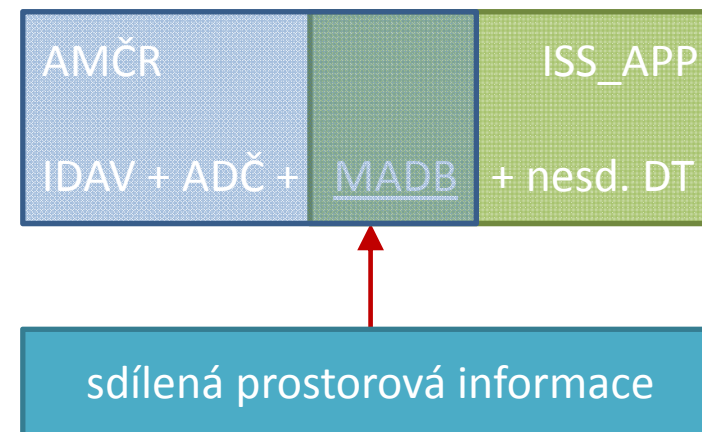 AMČR ISS_APP
IDAV + ADČ + MADB + nesd. DT
sdílená prostorová informace